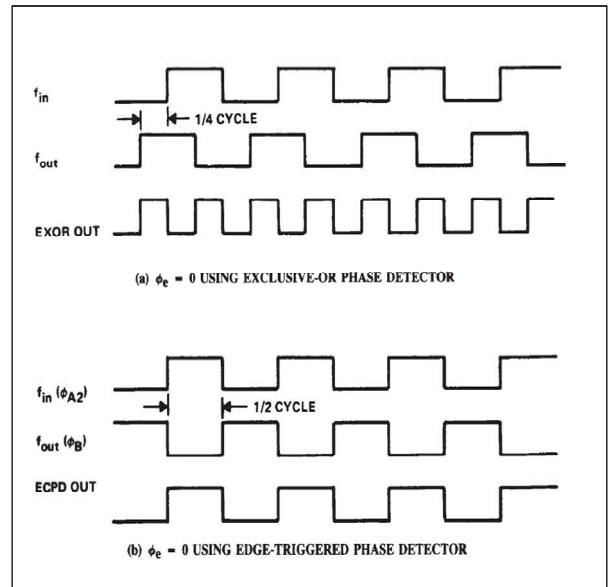 f_in
1/4 CYCLE
f_out
EXOR OUT
(a) ϕ_e = 0 USING EXCLUSIVE-OR PHASE DETECTOR
f_in (ϕ_A2)
1/2 CYCLE
f_out (ϕ_B)
ECPD OUT
(b) ϕ_e = 0 USING EDGE-TRIGGERED PHASE DETECTOR